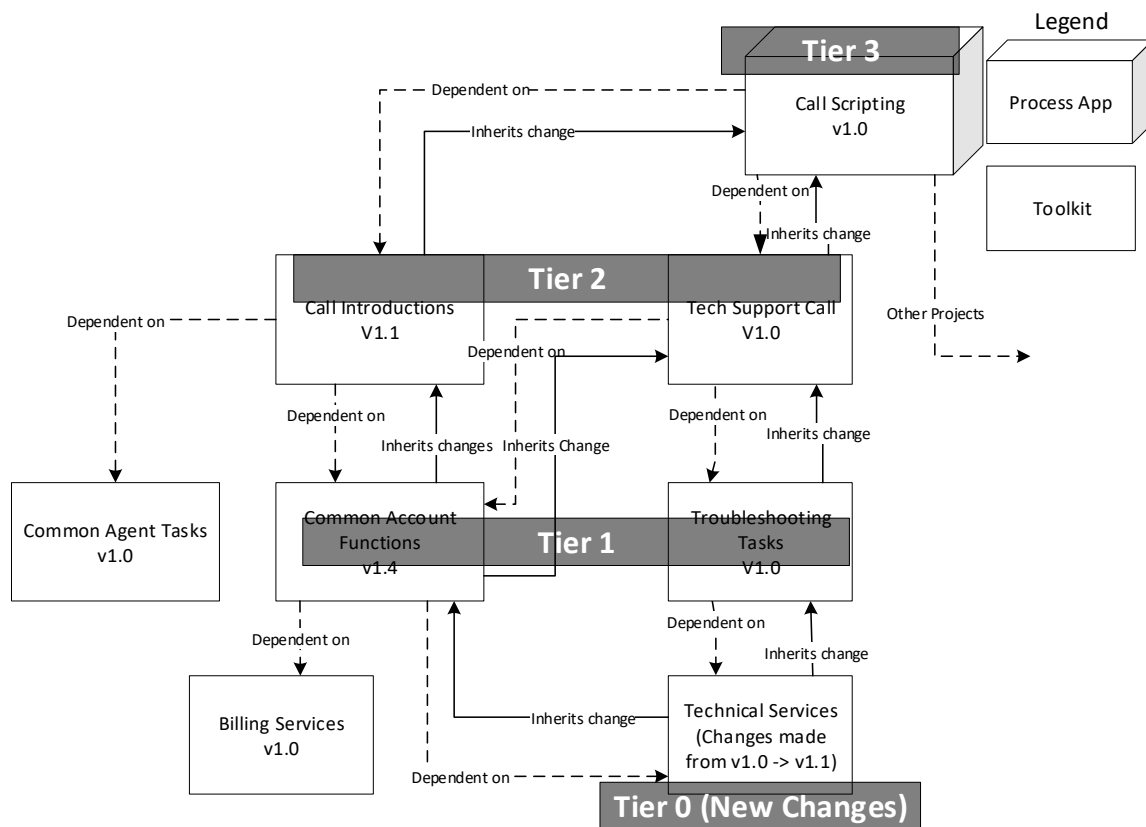 Legend
Tier 3
Process App
Dependent on
Call Scripting
v1.0
Inherits change
Dependent on
Toolkit
Inherits change
Tier 2
Call Introductions
V1.1
Tech Support Call
V1.0
Dependent on
Other Projects
Dependent on
Dependent on
Dependent on
Inherits changes
Inherits Change
Inherits change
Common Agent Tasks
v1.0
Common Account
Functions
v1.4
Tier 1
Troubleshooting
Tasks
V1.0
Dependent on
Dependent on
Inherits change
Billing Services
v1.0
Inherits change
Technical Services
(Changes made
from v1.0 -> v1.1)
Dependent on
Tier 0 (New Changes)